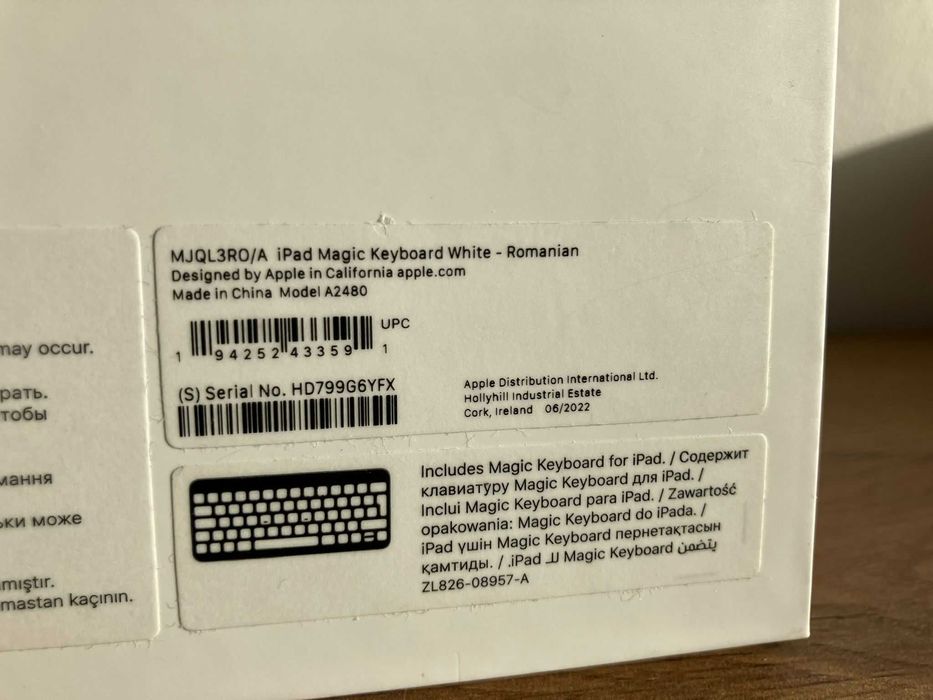 may occur.
рать.
тобы
мання
ьки може
mıştır.
mastan kaçının.
MJQL3RO/A iPad Magic Keyboard White - Romanian
Designed by Apple in California apple.com
Made in China Model A2480
UPC
1 94252 43359 1
(S) Serial No. HD799G6YFX
Apple Distribution International Ltd.
Hollyhill Industrial Estate
Cork, Ireland 06/2022
Includes Magic Keyboard for iPad. / Содержит
клавиатуру Magic Keyboard для iPad. /
Inclui Magic Keyboard para iPad. / Zawartość
opakowania: Magic Keyboard do iPada. /
iPad үшін Magic Keyboard пернетақтасын
қамтиды. / .iPad لـ Magic Keyboard يتضمن
ZL826-08957-A